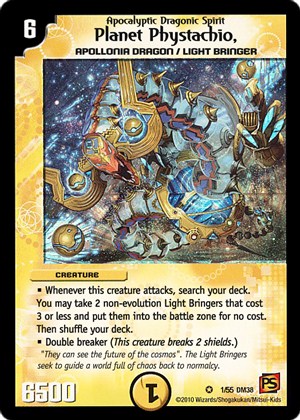 6
Apocalyptic Dragonic Spirit
Planet Phystachio,
APOLLONIA DRAGON / LIGHT BRINGER
CREATURE
• Whenever this creature attacks, search your deck.
You may take 2 non-evolution Light Bringers that cost
3 or less and put them into the battle zone for no cost.
Then shuffle your deck.
• Double breaker (This creature breaks 2 shields.)
"They can see the future of the cosmos". The Light Bringers
seek to guide a world full of chaos back to normalcy.
6500
1
1/55 DM38
PS
©2010 Wizards/Shogakukan/Mitsui-Kids